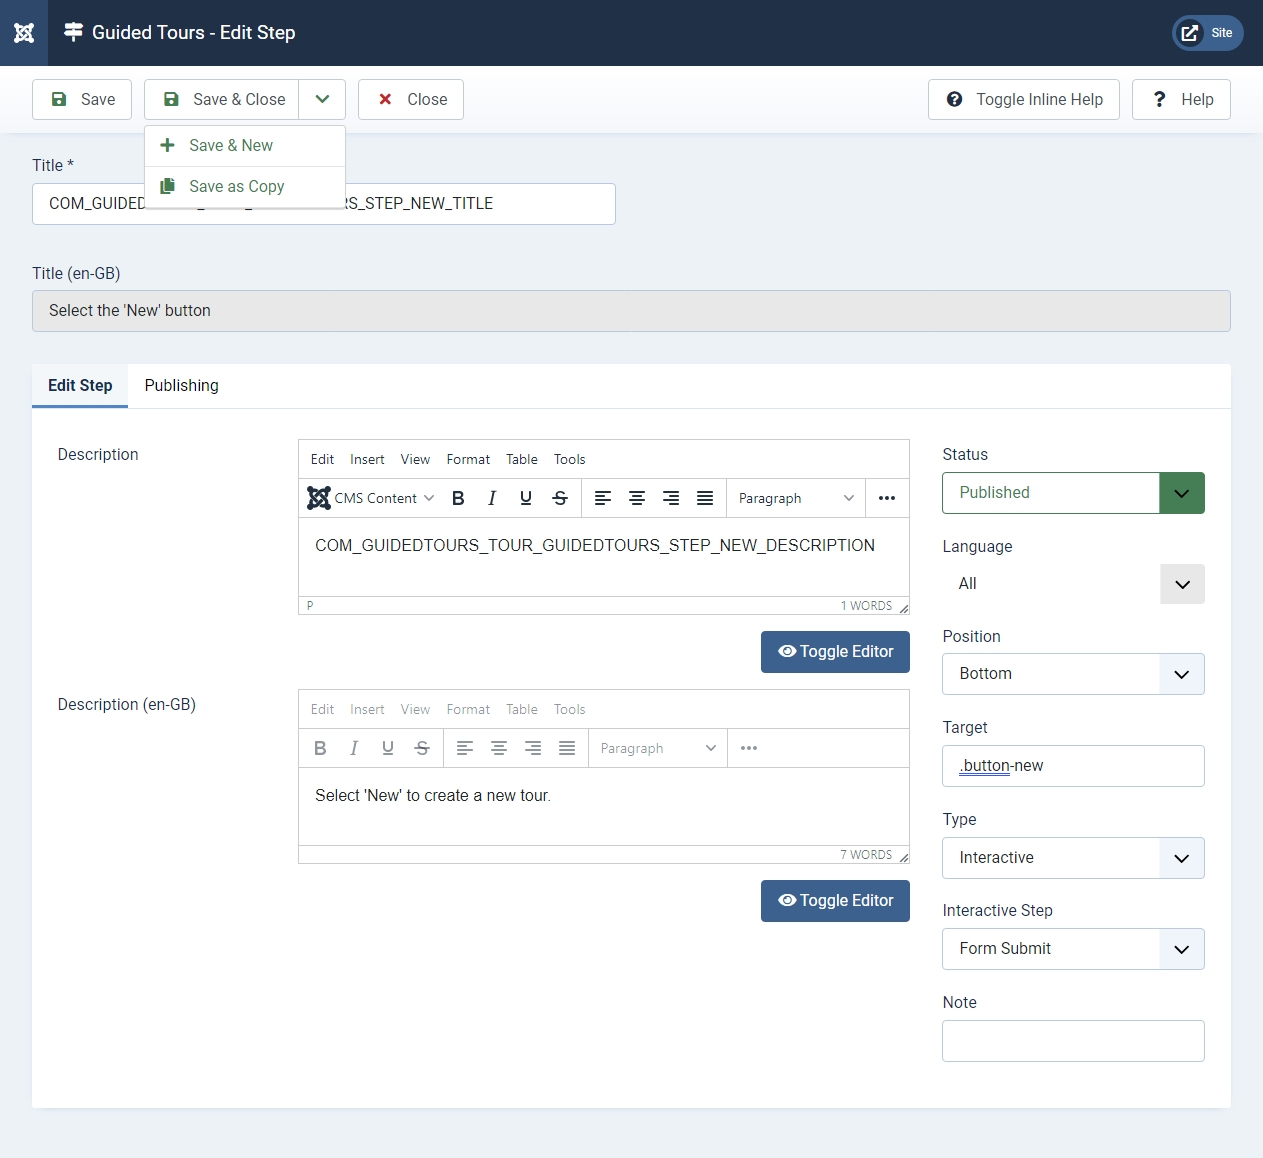 Guided Tours - Edit Step
Site
Save
Save & Close
Close
Toggle Inline Help
? Help
Save & New
Save as Copy
Title *
COM_GUIDED
RS_STEP_NEW_TITLE
Title (en-GB)
Select the 'New' button
Edit Step
Publishing
Description
Edit Insert View Format Table Tools
CMS Content B I U S Paragraph
COM_GUIDEDTOURS_TOUR_GUIDEDTOURS_STEP_NEW_DESCRIPTION
P
1 WORDS
Toggle Editor
Description (en-GB)
Edit Insert View Format Table Tools
B I U S Paragraph
Select 'New' to create a new tour.
7 WORDS
Toggle Editor
Status
Published
Language
All
Position
Bottom
Target
.button-new
Type
Interactive
Interactive Step
Form Submit
Note